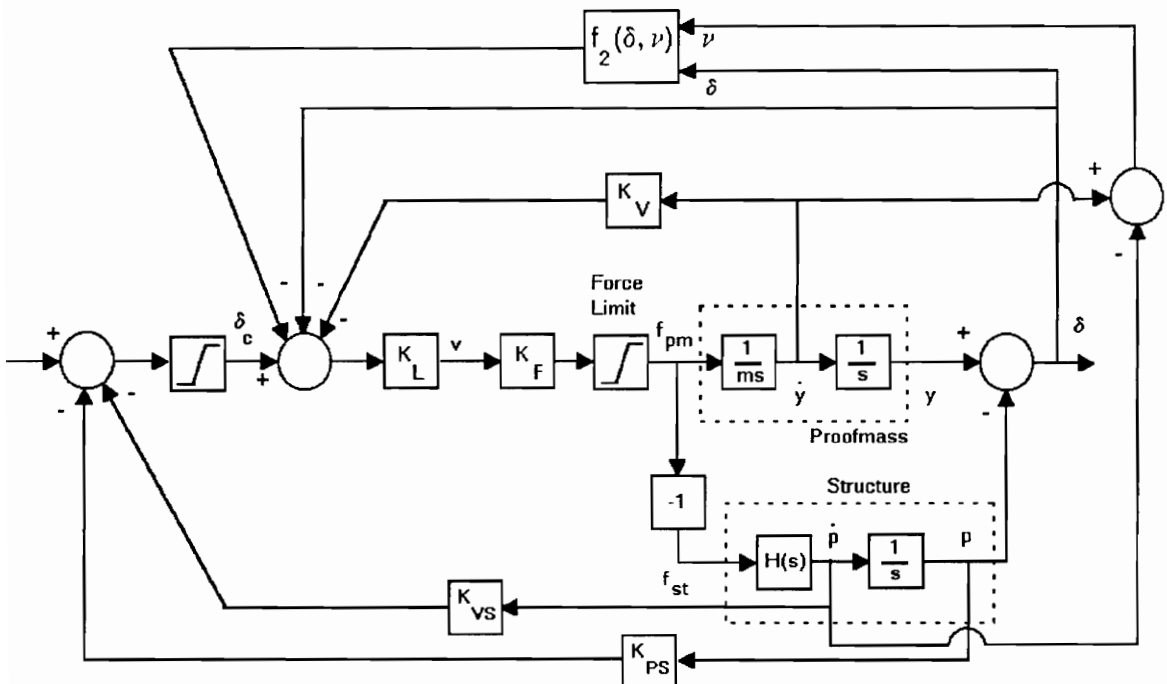 f₂(δ, ν)
ν
δ
K_V
+
-
Force
Limit
-
-
-
+
δ_c
+
K_L
v
K_F
f_pm
1/ms
ẏ
1/s
y
+
δ
-
-
-
Proofmass
Structure
-1
f_st
H(s)
ṗ
1/s
p
K_VS
K_PS